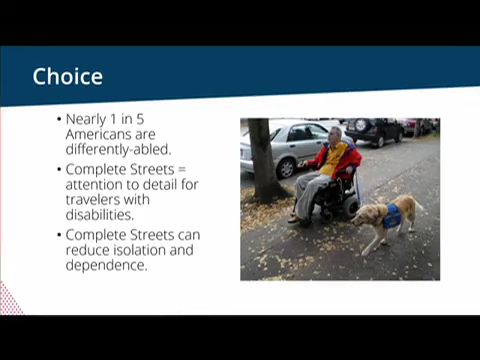 Choice
• Nearly 1 in 5
Americans are
differently-abled.
• Complete Streets =
attention to detail for
travelers with
disabilities.
• Complete Streets can
reduce isolation and
dependence.